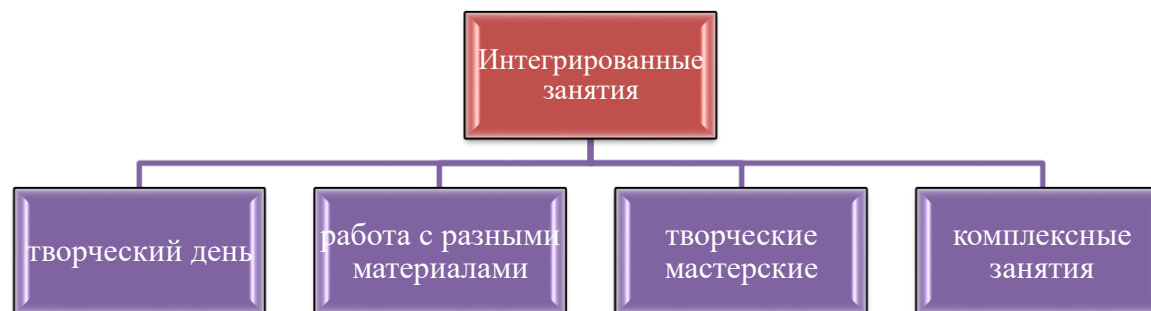 Интегрированные
занятия
творческий день
работа с разными
материалами
творческие
мастерские
комплексные
занятия